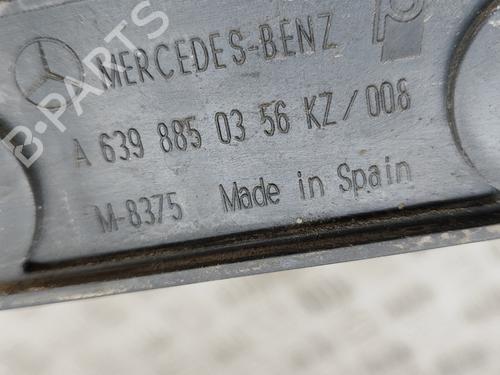 MERCEDES-BENZ
A 639 885 03 56 KZ/008
M-8375 Made in Spain
B-PARTS